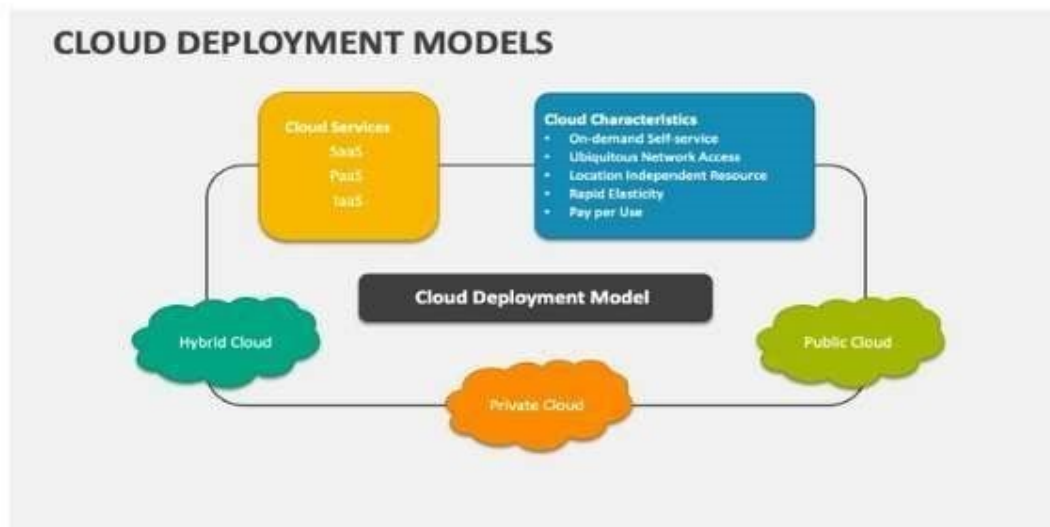 CLOUD DEPLOYMENT MODELS
Cloud Services
SaaS
PaaS
IaaS
Cloud Characteristics
• On-demand Self-service
• Ubiquitous Network Access
• Location Independent Resource
• Rapid Elasticity
• Pay per Use
Cloud Deployment Model
Hybrid Cloud
Public Cloud
Private Cloud